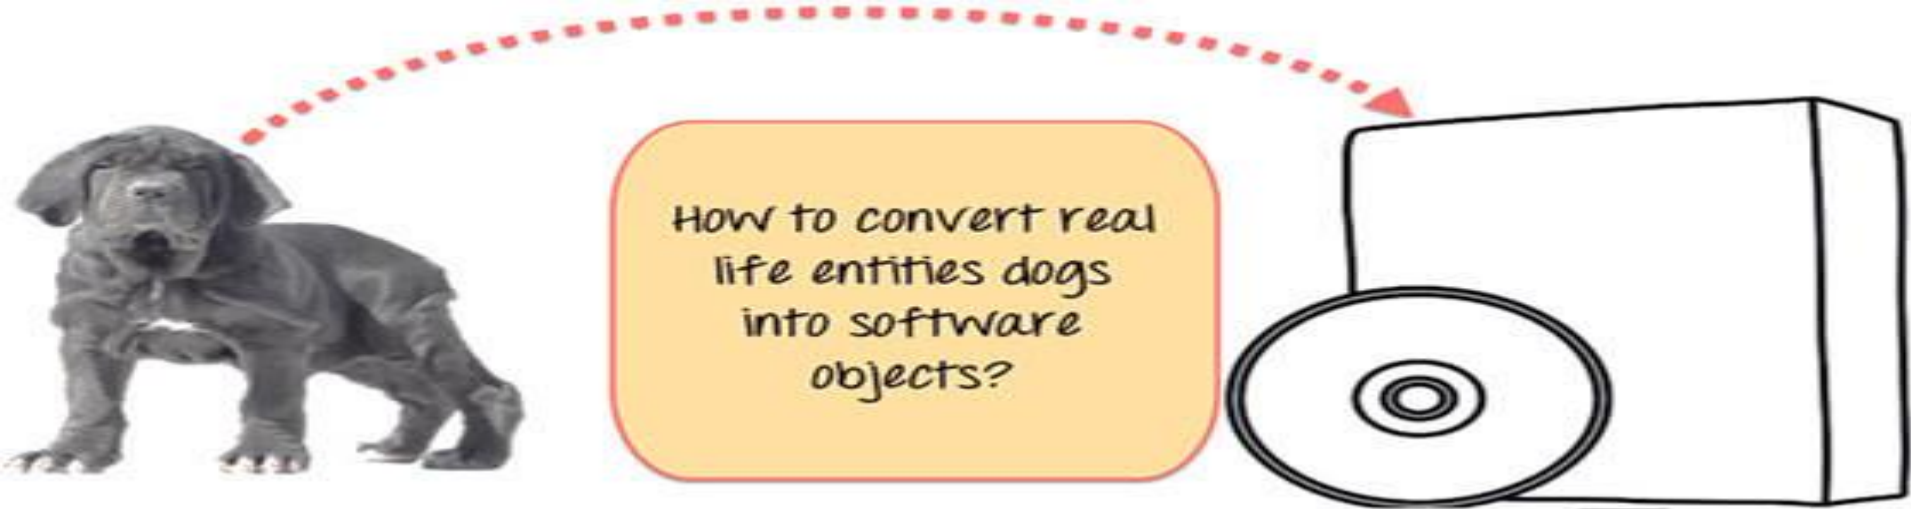 How to convert real
life entities dogs
into software
objects?